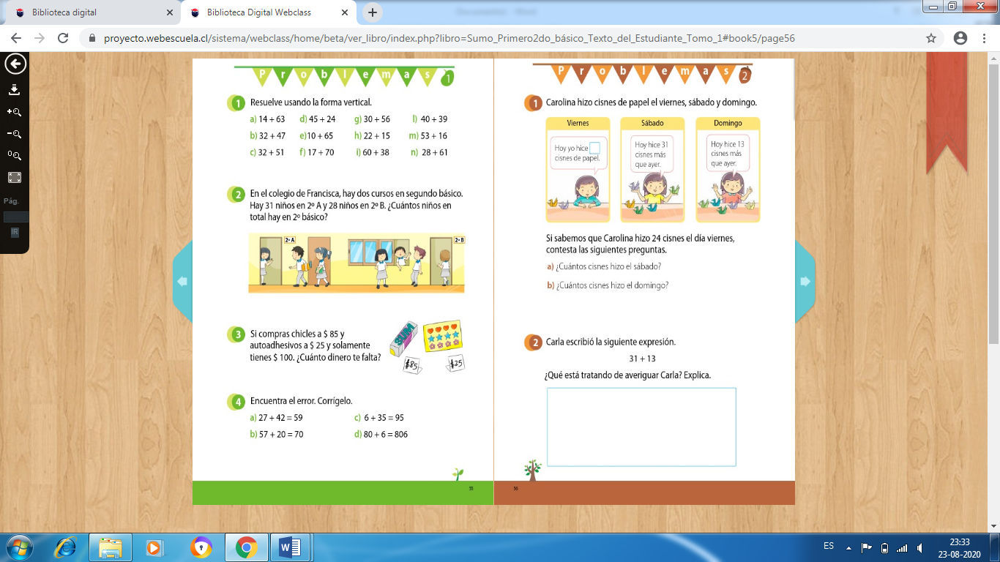 Biblioteca digital
Biblioteca Digital Webclass
proyecto.webescuela.cl/sistema/webclass/home/beta/ver_libro/index.php?libro=Sumo_Primero2do_básico_Texto_del_Estudiante_Tomo_1#book5/page56
Pág.
IR
Problemas 1
1 Resuelve usando la forma vertical.
a) 14 + 63 d) 45 + 24 g) 30 + 56 l) 40 + 39
b) 32 + 47 e)10 + 65 h) 22 + 15 m) 53 + 16
c) 32 + 51 f) 17 + 70 i) 60 + 38 n) 28 + 61
2 En el colegio de Francisca, hay dos cursos en segundo básico.
Hay 31 niños en 2º A y 28 niños en 2º B. ¿Cuántos niños en
total hay en 2º básico?
2º A
2º B
3 Si compras chicles a $ 85 y
autoadhesivos a $ 25 y solamente
tienes $ 100. ¿Cuánto dinero te falta?
SUM
$85
$25
4 Encuentra el error. Corrígelo.
a) 27 + 42 = 59 c) 6 + 35 = 95
b) 57 + 20 = 70 d) 80 + 6 = 806
55
Problemas 2
1 Carolina hizo cisnes de papel el viernes, sábado y domingo.
Viernes
Hoy yo hice
cisnes de papel.
Sábado
Hoy hice 31
cisnes más
que ayer.
Domingo
Hoy hice 13
cisnes más
que ayer.
Si sabemos que Carolina hizo 24 cisnes el día viernes,
contesta las siguientes preguntas.
a) ¿Cuántos cisnes hizo el sábado?
b) ¿Cuántos cisnes hizo el domingo?
2 Carla escribió la siguiente expresión.
31 + 13
¿Qué está tratando de averiguar Carla? Explica.
56
ES
23:33
23-08-2020